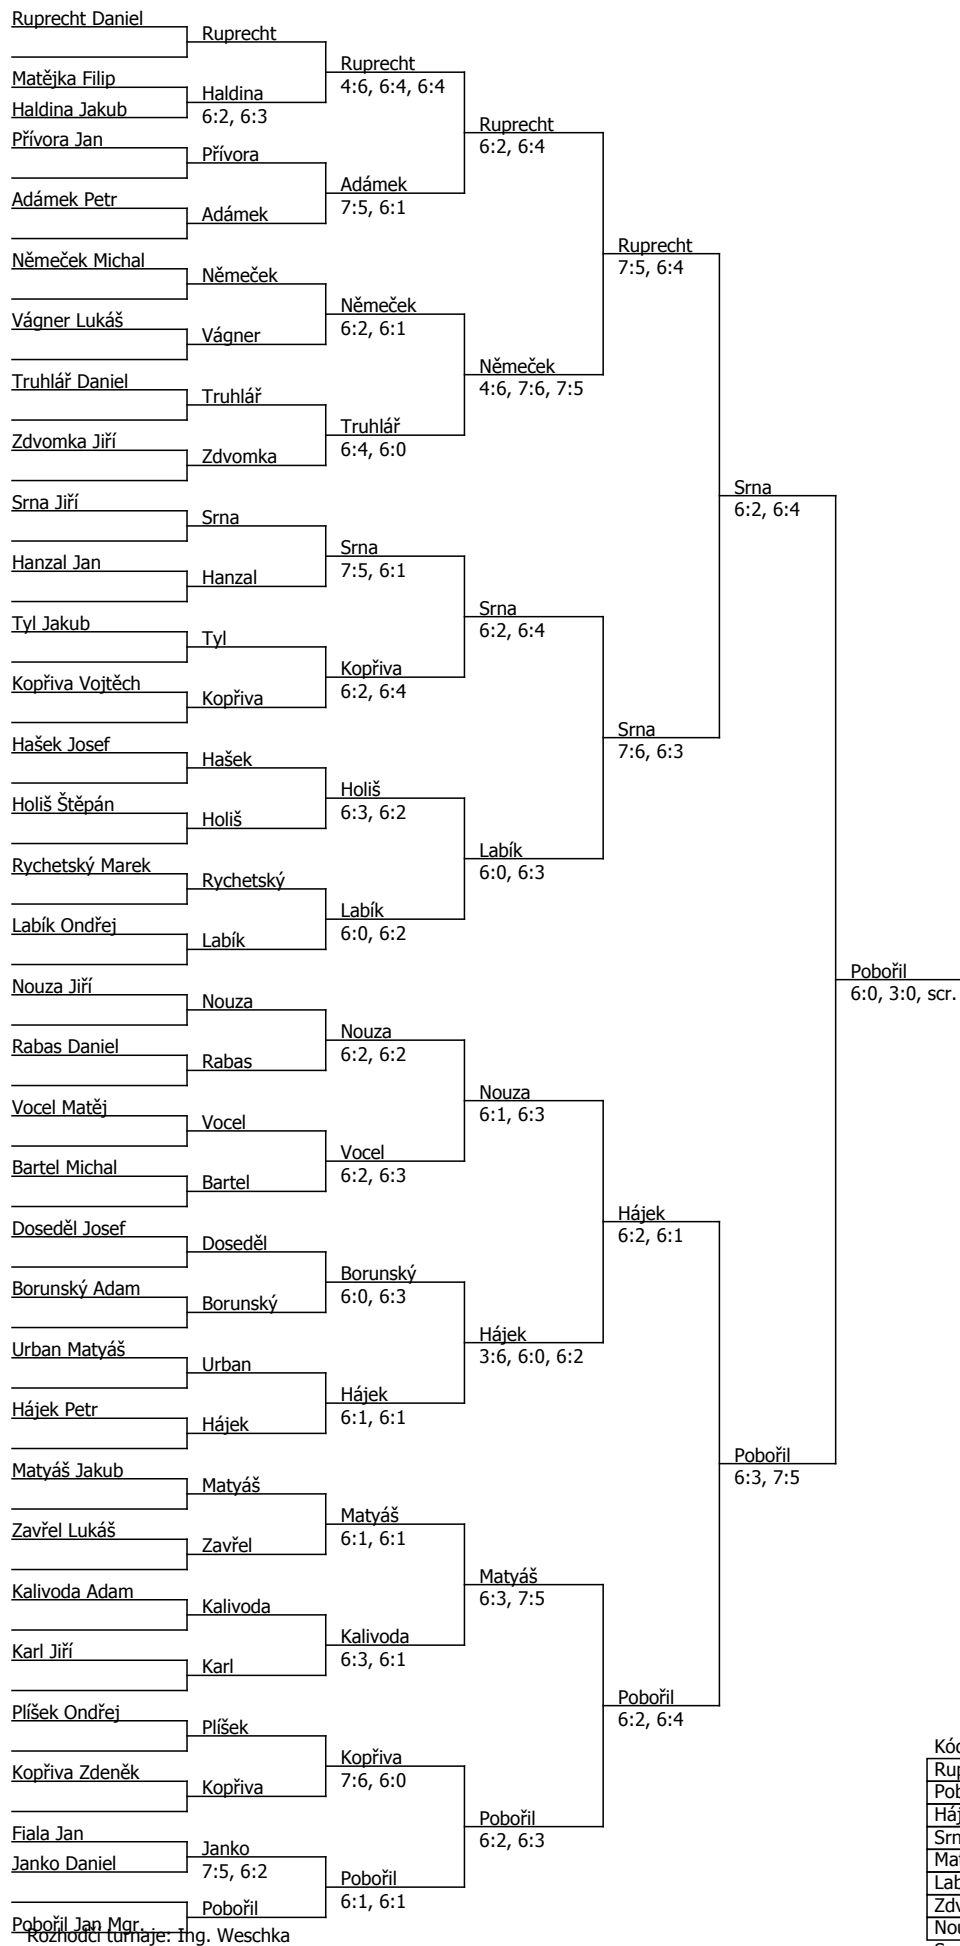 Ruprecht Daniel
Matějka Filip
Haldina Jakub
Přívora Jan
Adámek Petr
Němeček Michal
Vágner Lukáš
Truhlář Daniel
Zdvomka Jiří
Srna Jiří
Hanzal Jan
Tyl Jakub
Kopřiva Vojtěch
Hašek Josef
Holiš Štěpán
Rychetský Marek
Labík Ondřej
Nouza Jiří
Rabas Daniel
Vocel Matěj
Bartel Michal
Doseděl Josef
Borunský Adam
Urban Matyáš
Hájek Petr
Matyáš Jakub
Zavřel Lukáš
Kalivoda Adam
Karl Jiří
Plíšek Ondřej
Kopřiva Zdeněk
Fiala Jan
Janko Daniel
Pobořil Jan Mgr.
Rozhodčí turnaje: Ing. Weschka
Ruprecht
Haldina
6:2, 6:3
Přívora
Adámek
Němeček
Vágner
Truhlář
Zdvomka
Srna
Hanzal
Tyl
Kopřiva
Hašek
Holiš
Rychetský
Labík
Nouza
Rabas
Vocel
Bartel
Doseděl
Borunský
Urban
Hájek
Matyáš
Zavřel
Kalivoda
Karl
Plíšek
Kopřiva
Janko
7:5, 6:2
Pobořil
Ruprecht
4:6, 6:4, 6:4
Adámek
7:5, 6:1
Němeček
6:2, 6:1
Truhlář
6:4, 6:0
Srna
7:5, 6:1
Kopřiva
6:2, 6:4
Holiš
6:3, 6:2
Labík
6:0, 6:2
Nouza
6:2, 6:2
Vocel
6:2, 6:3
Borunský
6:0, 6:3
Hájek
6:1, 6:1
Matyáš
6:1, 6:1
Kalivoda
6:3, 6:1
Kopřiva
7:6, 6:0
Pobořil
6:1, 6:1
Ruprecht
6:2, 6:4
Němeček
4:6, 7:6, 7:5
Srna
6:2, 6:4
Labík
6:0, 6:3
Nouza
6:1, 6:3
Hájek
3:6, 6:0, 6:2
Matyáš
6:3, 7:5
Pobořil
6:2, 6:3
Ruprecht
7:5, 6:4
Srna
7:6, 6:3
Hájek
6:2, 6:1
Pobořil
6:2, 6:4
Srna
6:2, 6:4
Pobořil
6:3, 7:5
Pobořil
6:0, 3:0, scr.